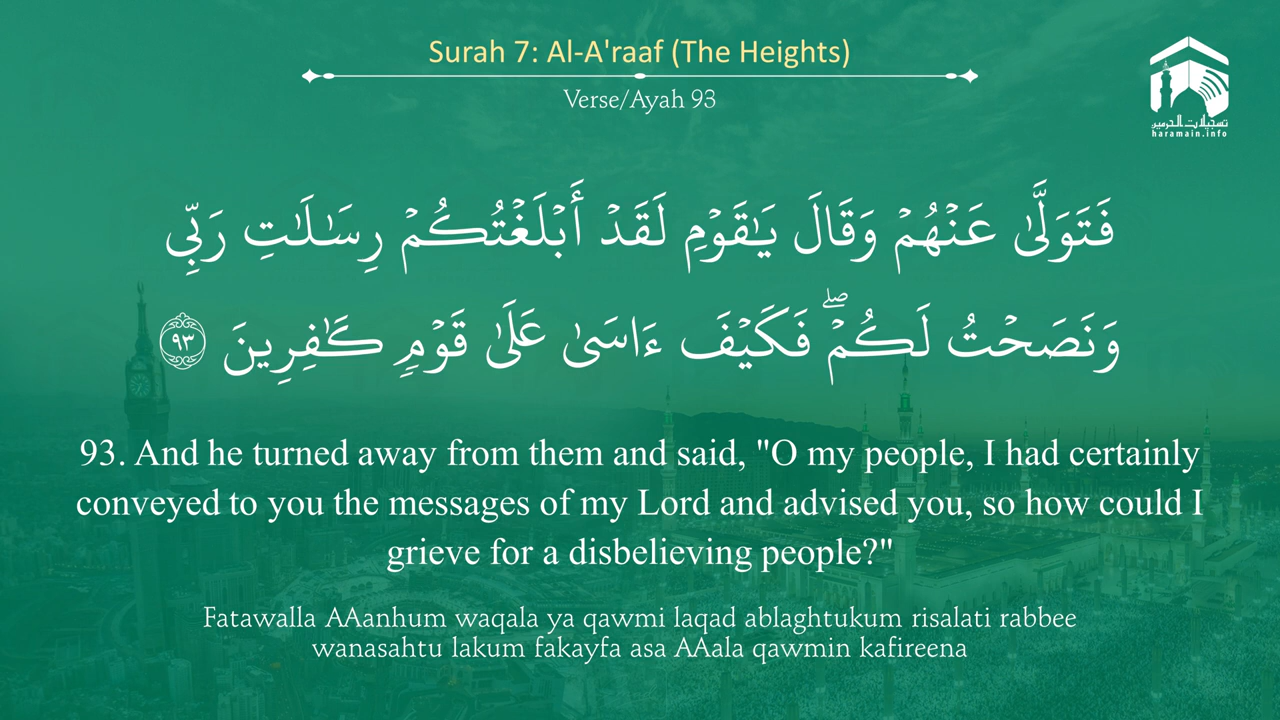 Surah 7: Al-A'raaf (The Heights)
Verse/Ayah 93
تسجيلات الحرمين
haramain.info
فَتَوَلَّىٰ عَنْهُمْ وَقَالَ يَـٰقَوْمِ لَقَدْ أَبْلَغْتُكُمْ رِسَـٰلَـٰتِ رَبِّى
وَنَصَحْتُ لَكُمْ ۖ فَكَيْفَ ءَاسَىٰ عَلَىٰ قَوْمٍ كَـٰفِرِينَ ٩٣
93. And he turned away from them and said, "O my people, I had certainly
conveyed to you the messages of my Lord and advised you, so how could I
grieve for a disbelieving people?"
Fatawalla AAanhum waqala ya qawmi laqad ablaghtukum risalati rabbee
wanasahtu lakum fakayfa asa AAala qawmin kafireena